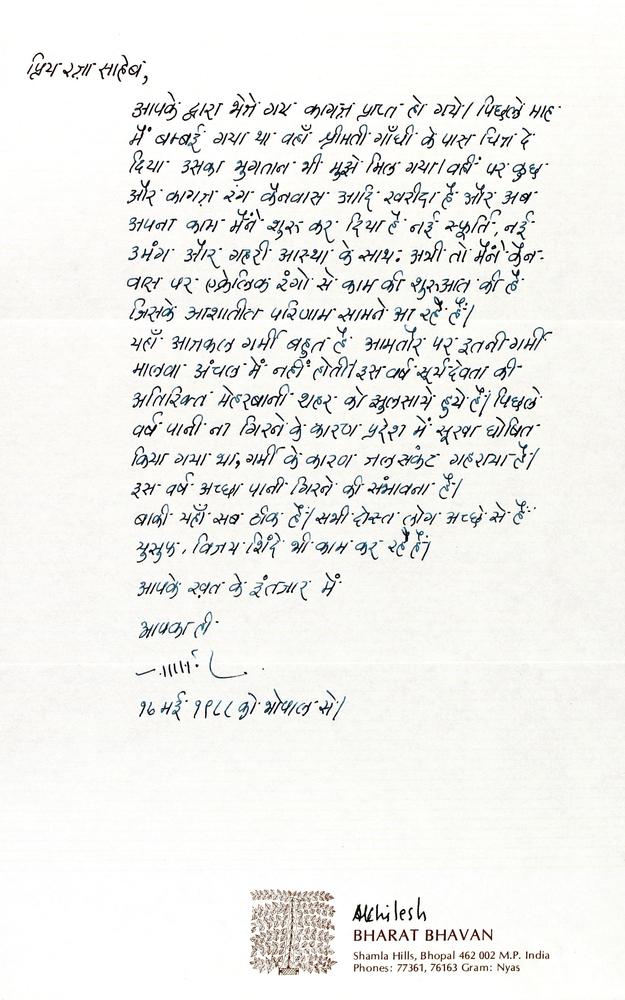 प्रिय रज़ा साहेब,
आपके द्वारा भेजे गय कागज़ प्राप्त हो गये। पिछले माह
मैं बम्बई गया था वहाँ श्रीमती गाँधी के पास चित्र दे
दिया उसका भुगतान भी मुझे मिल गया। वहीं पर कुछ
और कागज़ रंग कैनवास आदि खरीदा है और अब
अपना काम मैंने शुरू कर दिया है नई स्फूर्ति, नई
उमंग और गहरी आस्था के साथ. अभी तो मैंने कैन-
वास पर एक्रेलिक रंगो से काम की शुरुआत की है
जिसके आशातीत परिणाम सामने आ रहे हैं।
यहाँ आजकल गर्मी बहुत है आमतौर पर इतनी गर्मी
मालवा अंचल में नहीं होती। इस वर्ष सूर्यदेवता की
अतिरिक्त मेहरबानी शहर को झुलसाये हुये है। पिछले
वर्ष पानी ना गिरने के कारण प्रदेश में सूखा घोषित
किया गया था, गर्मी के कारण जलसंकट गहराया है।
इस वर्ष अच्छा पानी गिरने की संभावना है।
बाकी यहाँ सब ठीक है। सभी दोस्त लोग अच्छे से है
युसुफ, विजय शिंदे भी काम कर रहे हैं।
आपके ख़त के इंतजार में
आपका ही
१६ मई १९८८ को भोपाल से।
Akhilesh
BHARAT BHAVAN
Shamla Hills, Bhopal 462 002 M.P. India
Phones: 77361, 76163 Gram: Nyas